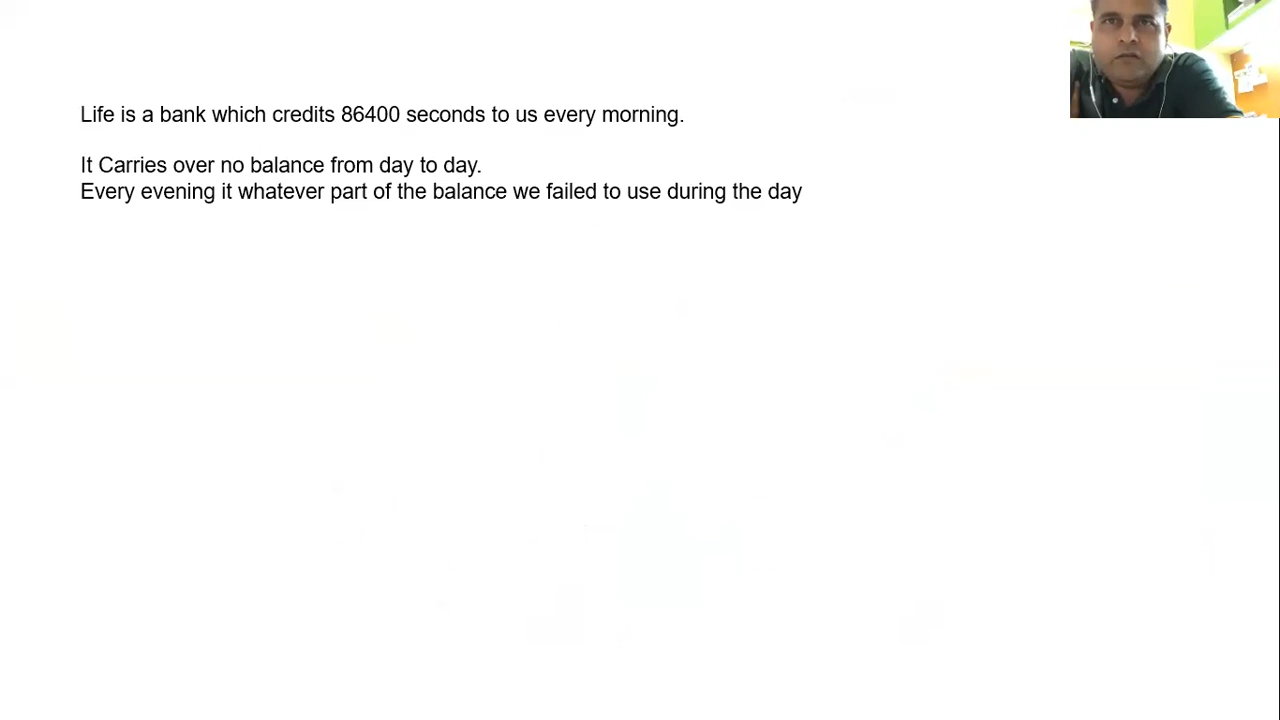 Life is a bank which credits 86400 seconds to us every morning.
It Carries over no balance from day to day.
Every evening it whatever part of the balance we failed to use during the day